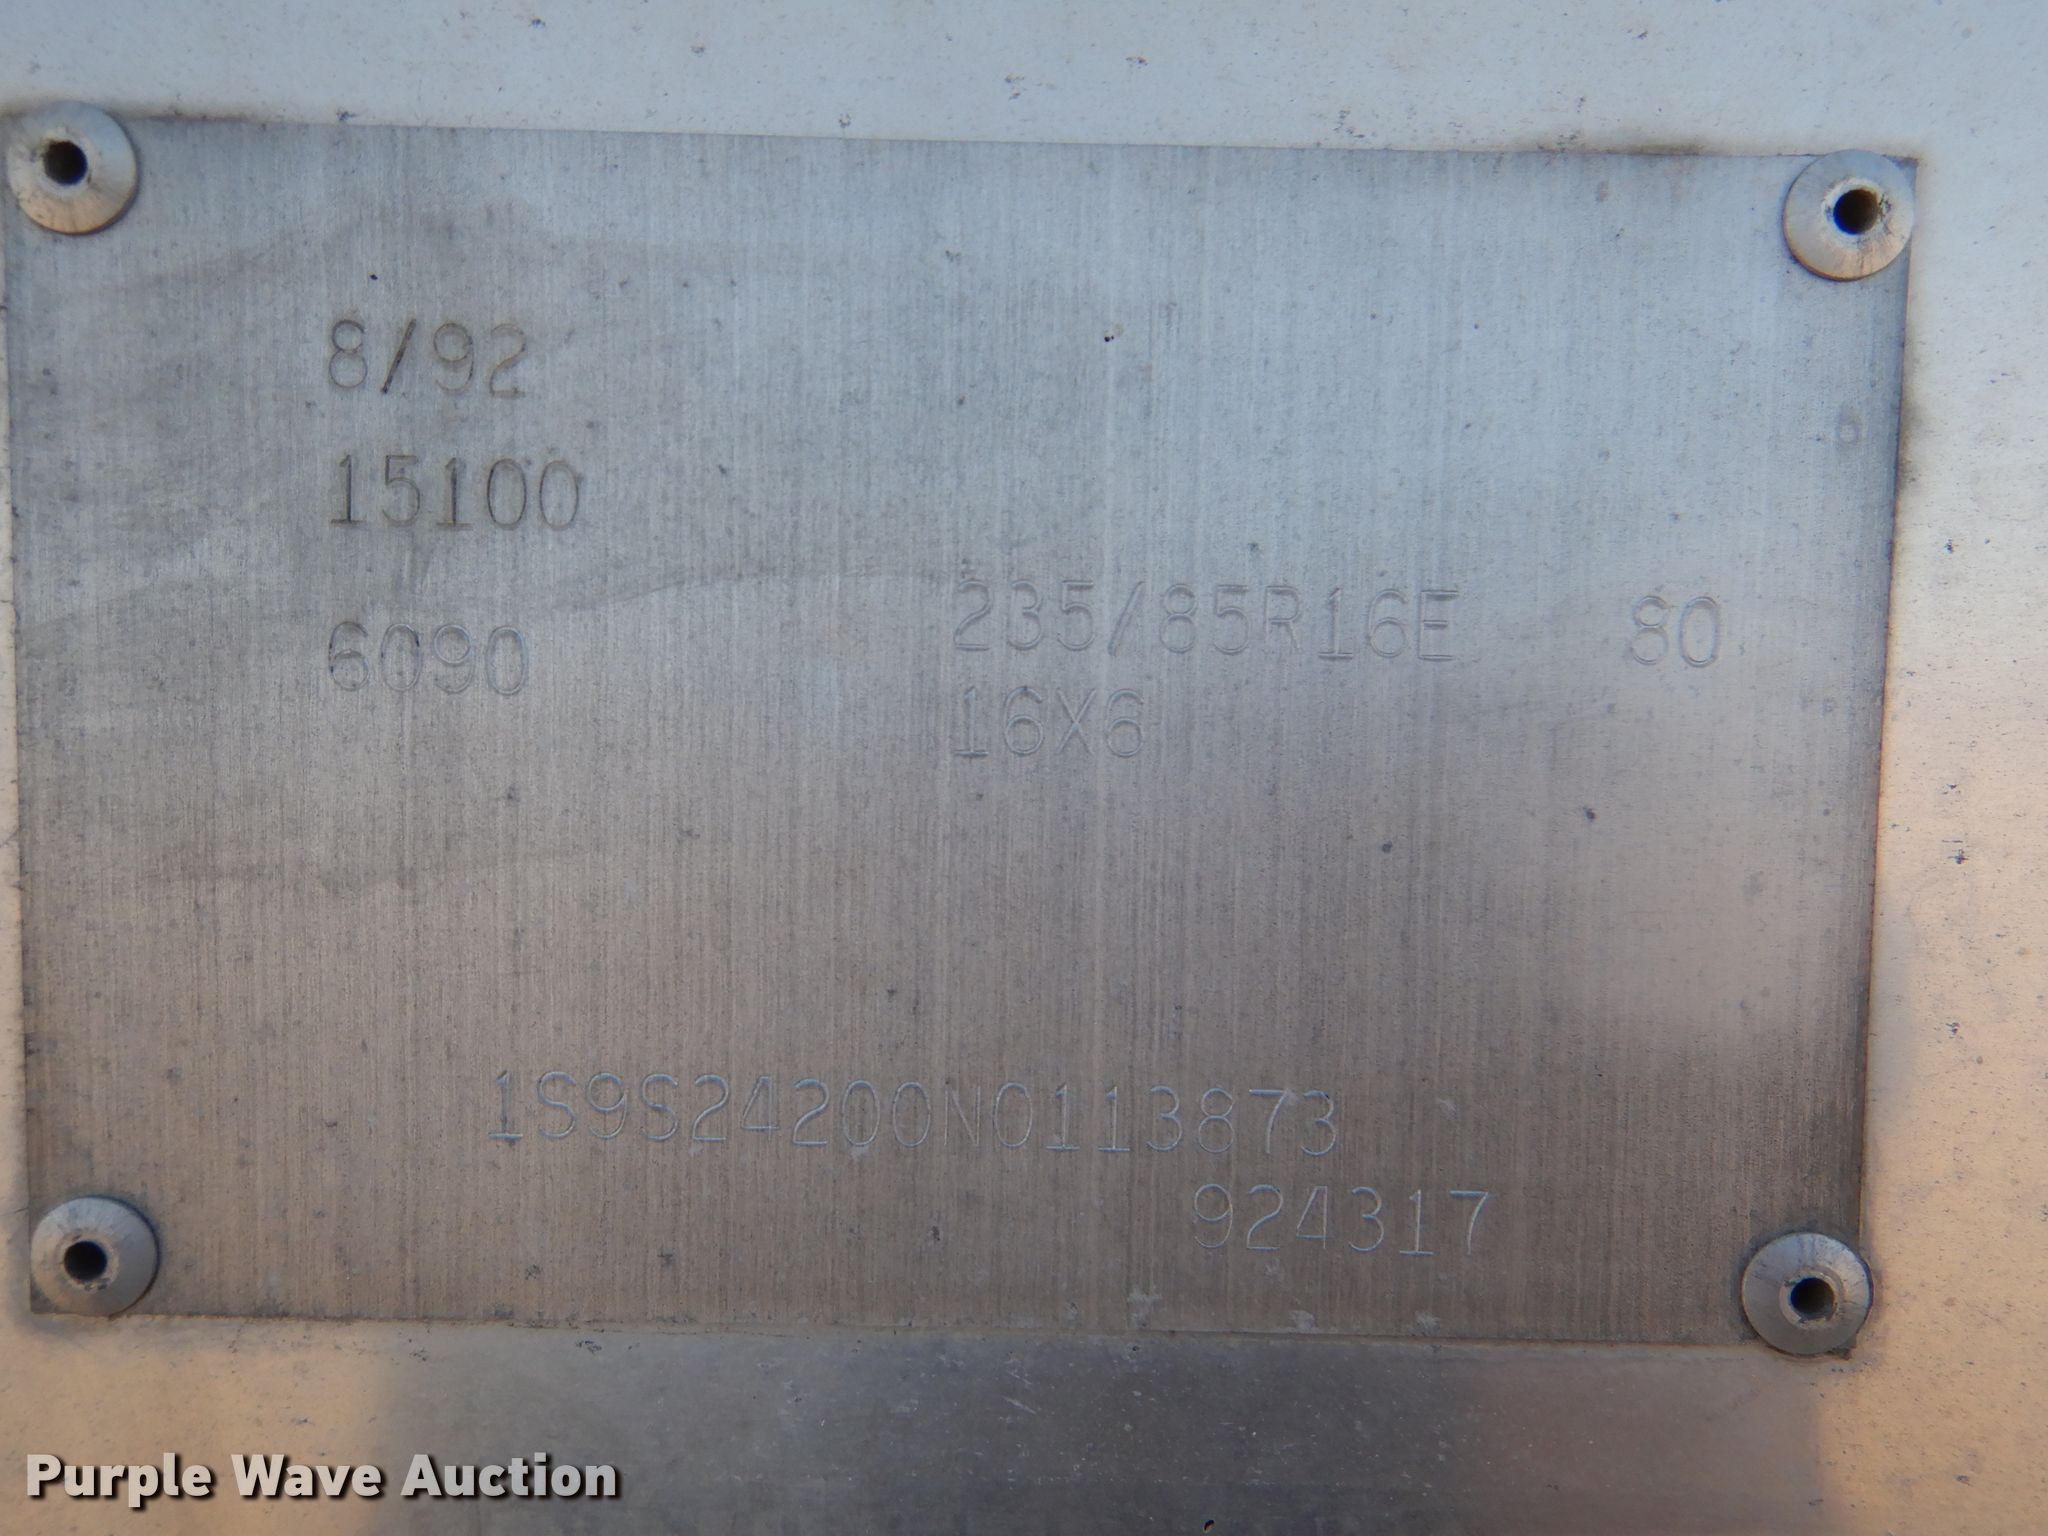 8/92
15100
6090 235/85R16E 80
16X6
1S9S24200N0113873
924317
Purple Wave Auction